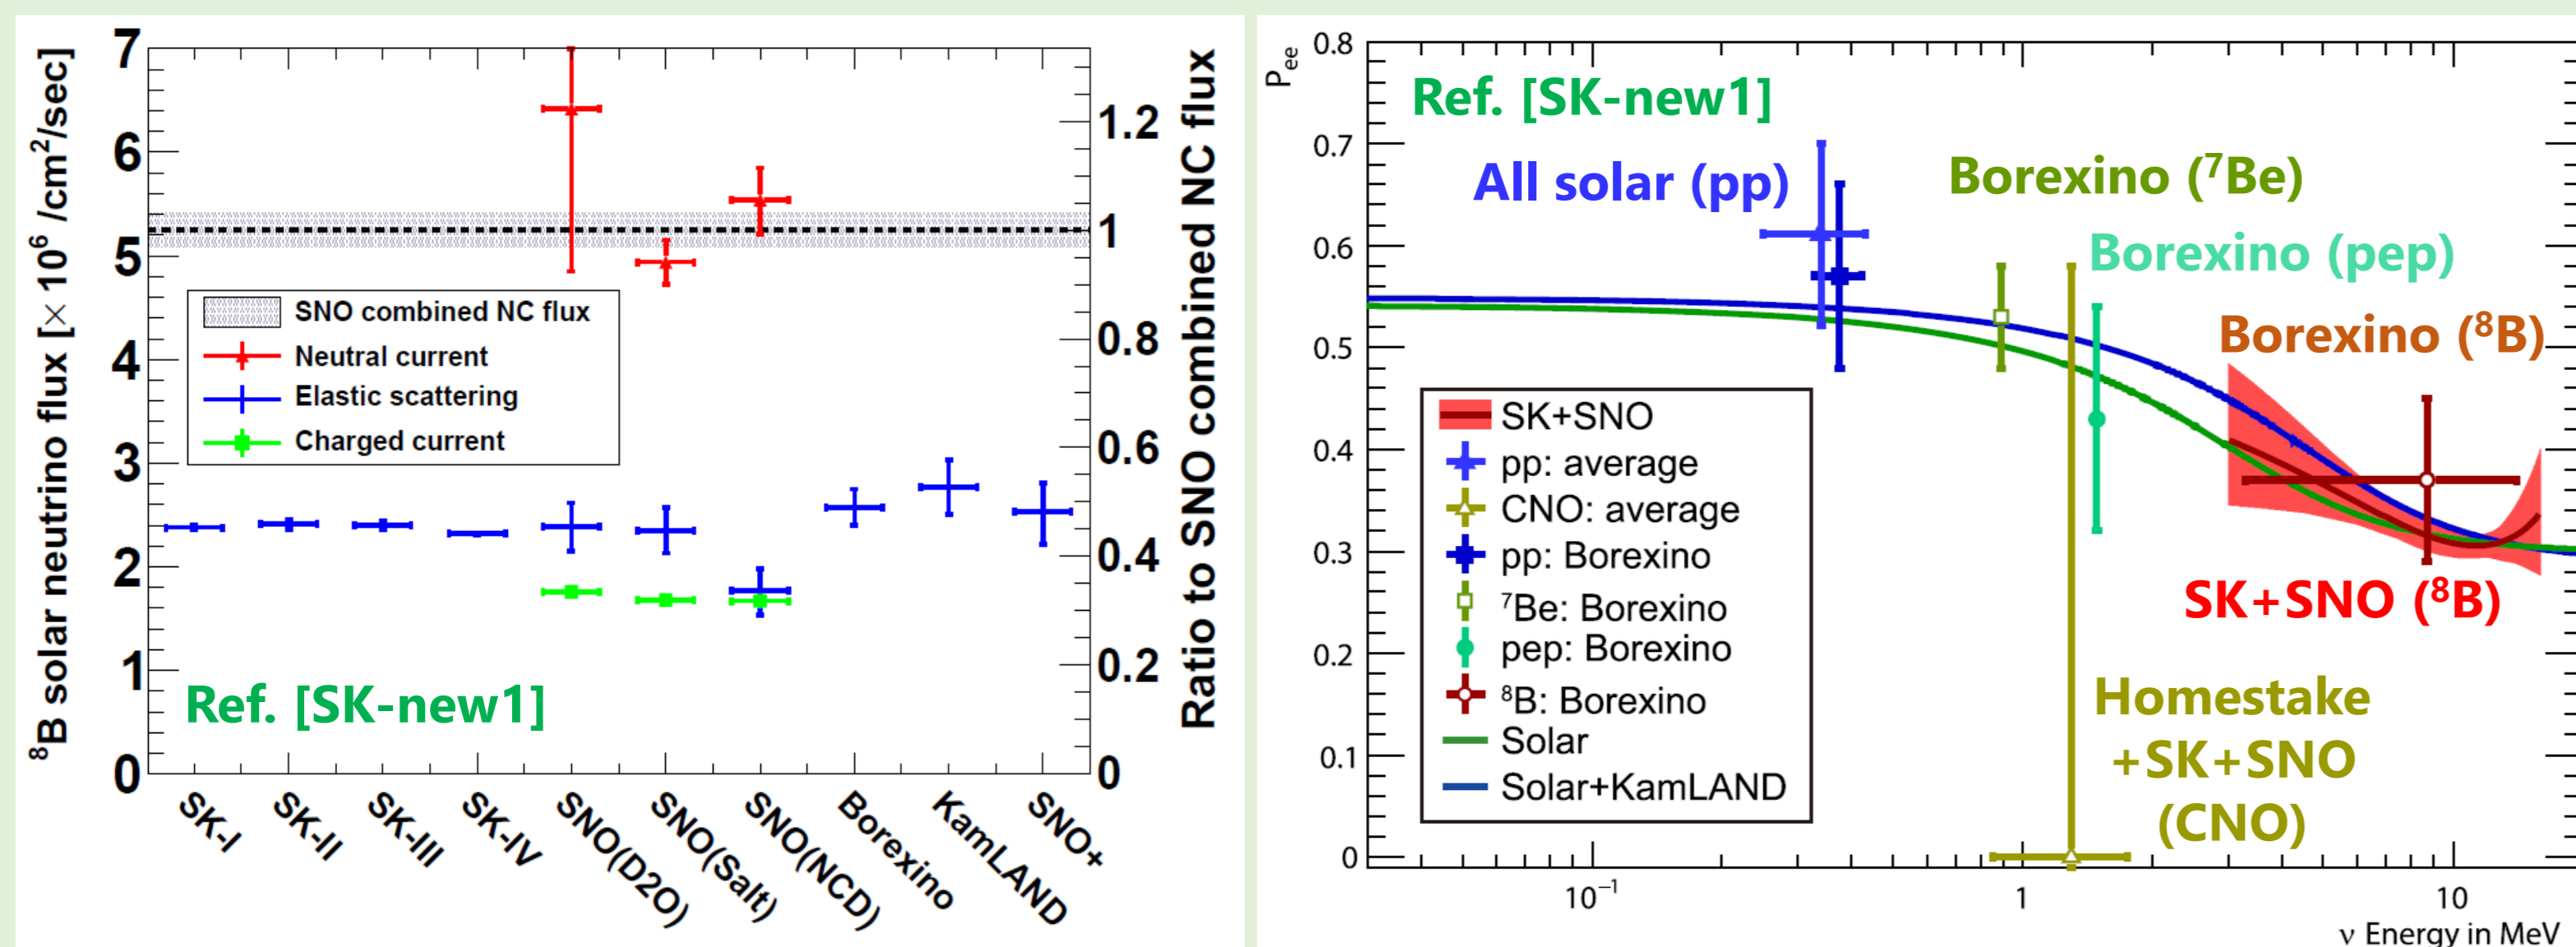 ⁸B solar neutrino flux [× 10⁶ /cm²/sec]
7
6
5
4
3
2
1
0
SNO combined NC flux
Neutral current
Elastic scattering
Charged current
Ref. [SK-new1]
SK-I
SK-II
SK-III
SK-IV
SNO(D2O)
SNO(Salt)
SNO(NCD)
Borexino
KamLAND
SNO+
1.2
1
0.8
0.6
0.4
0.2
0
Ratio to SNO combined NC flux
Pee
0.8
0.7
0.6
0.5
0.4
0.3
0.2
0.1
0
Ref. [SK-new1]
All solar (pp)
Borexino (⁷Be)
Borexino (pep)
Borexino (⁸B)
SK+SNO
pp: average
CNO: average
pp: Borexino
⁷Be: Borexino
pep: Borexino
⁸B: Borexino
Solar
Solar+KamLAND
SK+SNO (⁸B)
Homestake
+SK+SNO
(CNO)
10⁻¹
1
10
ν Energy in MeV